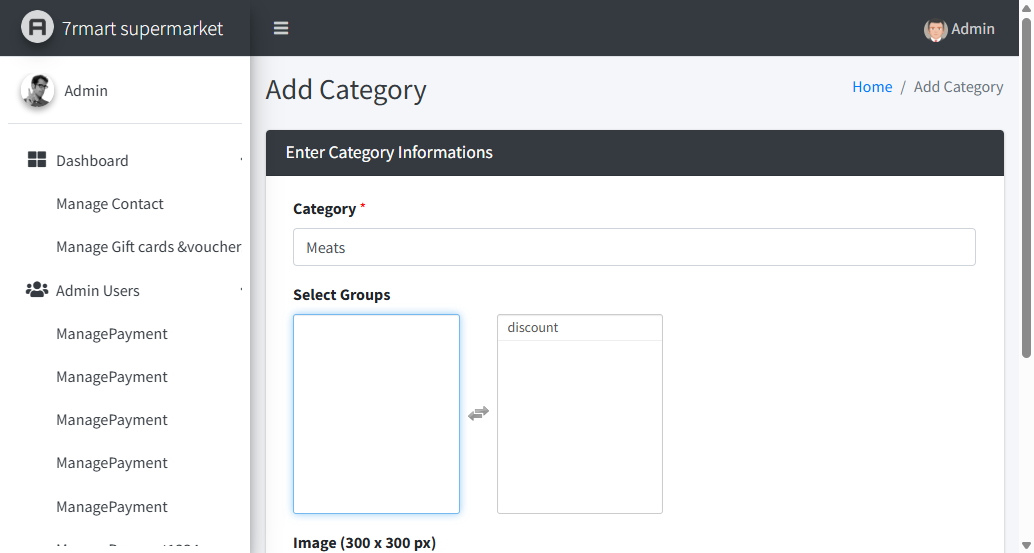 7rmart supermarket
Admin
Admin
Add Category
Home / Add Category
Dashboard
Manage Contact
Manage Gift cards &voucher
Admin Users
ManagePayment
ManagePayment
ManagePayment
ManagePayment
ManagePayment
Enter Category Informations
Category *
Meats
Select Groups
discount
Image (300 x 300 px)